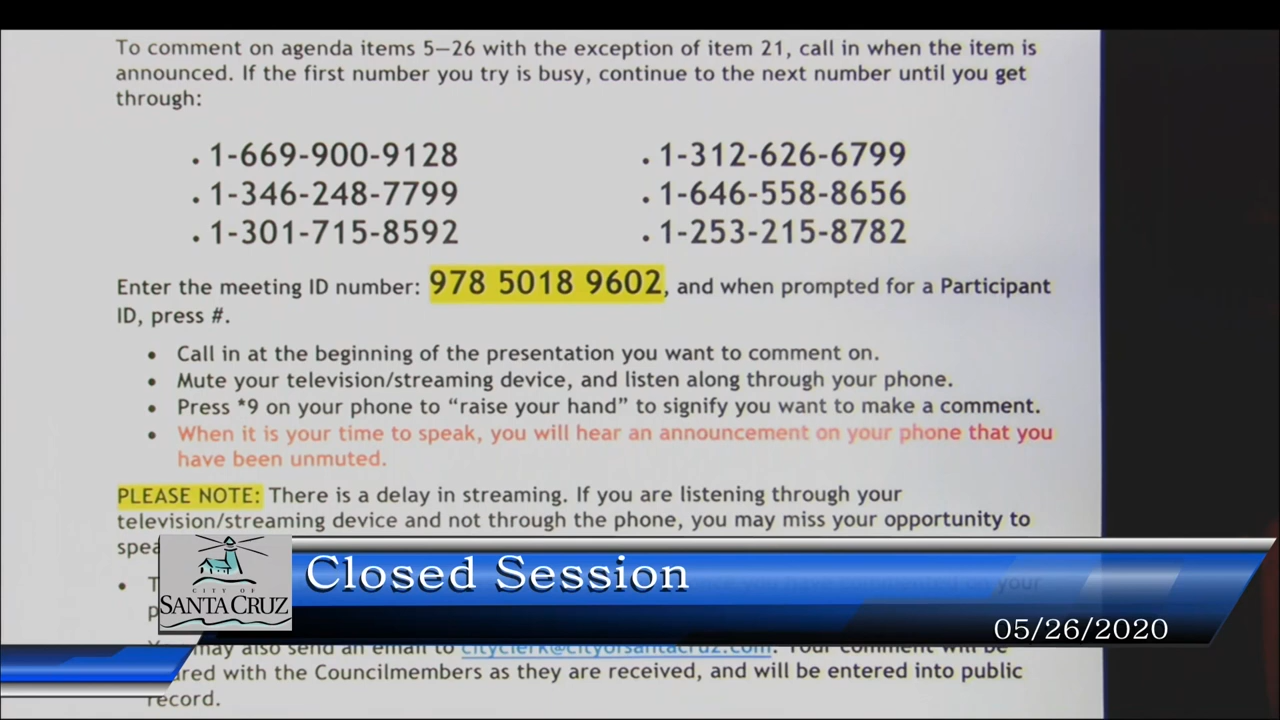 To comment on agenda items 5–26 with the exception of item 21, call in when the item is
announced. If the first number you try is busy, continue to the next number until you get
through:
• 1-669-900-9128
• 1-346-248-7799
• 1-301-715-8592
• 1-312-626-6799
• 1-646-558-8656
• 1-253-215-8782
Enter the meeting ID number: 978 5018 9602, and when prompted for a Participant
ID, press #.
• Call in at the beginning of the presentation you want to comment on.
• Mute your television/streaming device, and listen along through your phone.
• Press *9 on your phone to “raise your hand” to signify you want to make a comment.
• When it is your time to speak, you will hear an announcement on your phone that you
have been unmuted.
PLEASE NOTE: There is a delay in streaming. If you are listening through your
television/streaming device and not through the phone, you may miss your opportunity to
CITY OF
SANTA CRUZ
Closed Session
your
05/26/2020
may also send an email to cityclerk@cityofsantacruz.com. Your comment will be
with the Councilmembers as they are received, and will be entered into public
record.